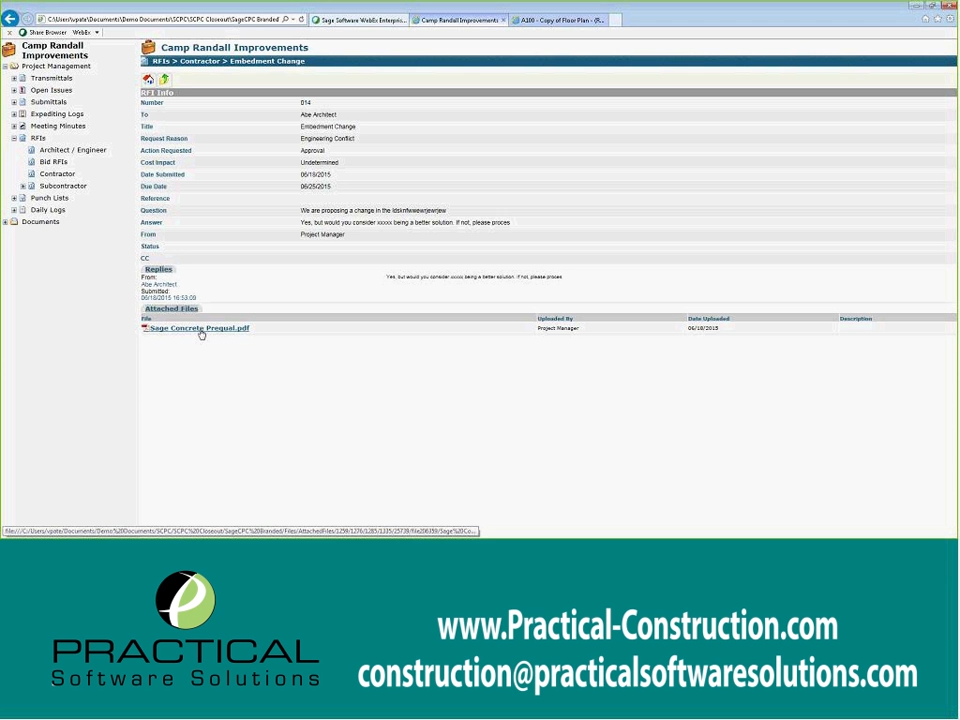 C:\Users\vpate\Documents\Demo Documents\SCPC\SCPC Closeout\SageCPC Branded
Sage Software WebEx Enterpris...
Camp Randall Improvements
A100 - Copy of Floor Plan - (R...
x Share Browser WebEx
Camp Randall
Improvements
Project Management
Transmittals
Open Issues
Submittals
Expediting Logs
Meeting Minutes
RFIs
Architect / Engineer
Bid RFIs
Contractor
Subcontractor
Punch Lists
Daily Logs
Documents
Camp Randall Improvements
RFIs > Contractor > Embedment Change
RFI Info
Number 014
To Abe Architect
Title Embedment Change
Request Reason Engineering Conflict
Action Requested Approval
Cost Impact Undetermined
Date Submitted 06/18/2015
Due Date 06/25/2015
Reference
Question We are proposing a change in the
Answer Yes, but would you consider xxxxx being a better solution. If not, please proces
From Project Manager
Status
CC
Replies
From:
Abe Architect
Submitted:
06/18/2015 16:53:09
Yes, but would you consider xxxxx being a better solution. If not, please proces
Attached Files
File Uploaded By Date Uploaded Description
Sage Concrete Prequal.pdf Project Manager 06/18/2015
PRACTICAL
Software Solutions
www.Practical-Construction.com
construction@practicalsoftwaresolutions.com